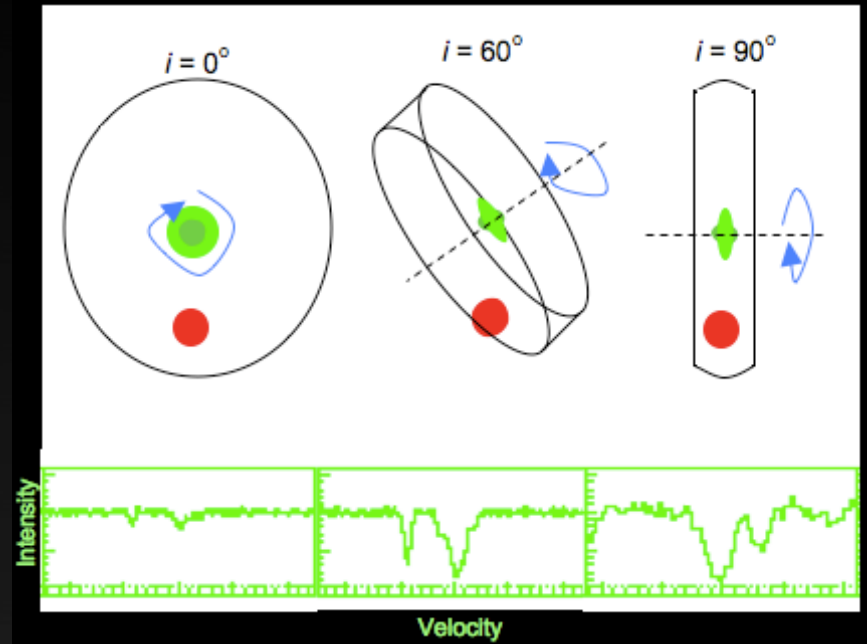 i = 0°
i = 60°
i = 90°
Intensity
Velocity